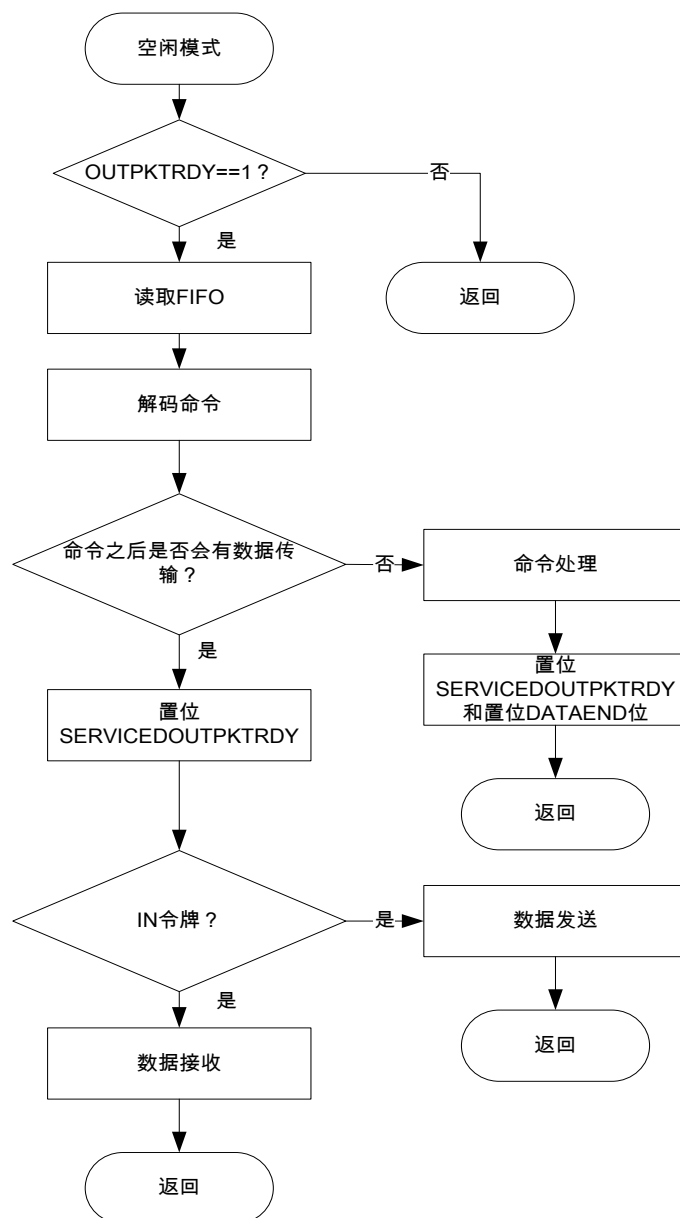 空闲模式
OUTPKTRDY==1？
否
是
读取FIFO
返回
解码命令
命令之后是否会有数据传
输？
否
命令处理
是
置位
SERVICEDOUTPKTRDY
置位
SERVICEDOUTPKTRDY
和置位DATAEND位
返回
IN令牌？
是
数据发送
是
数据接收
返回
返回